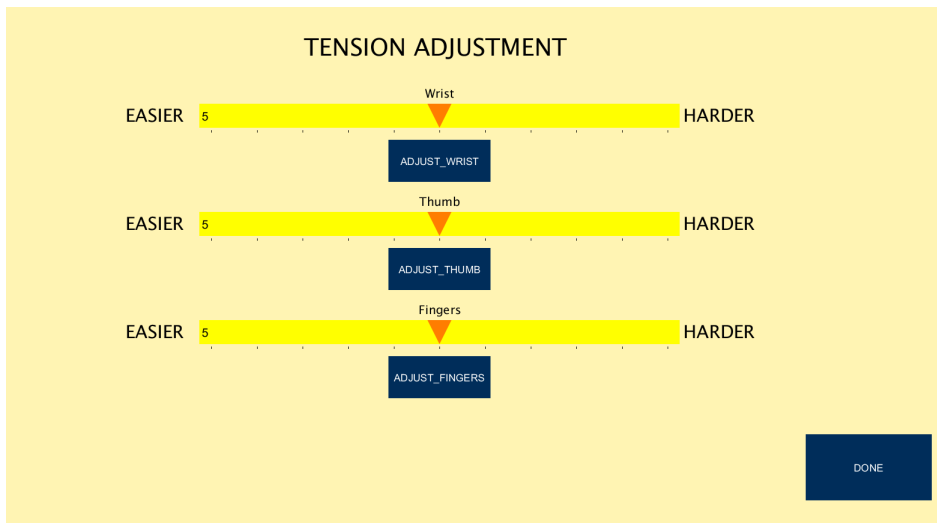 TENSION ADJUSTMENT
Wrist
EASIER 5 HARDER
ADJUST_WRIST
Thumb
EASIER 5 HARDER
ADJUST_THUMB
Fingers
EASIER 5 HARDER
ADJUST_FINGERS
DONE